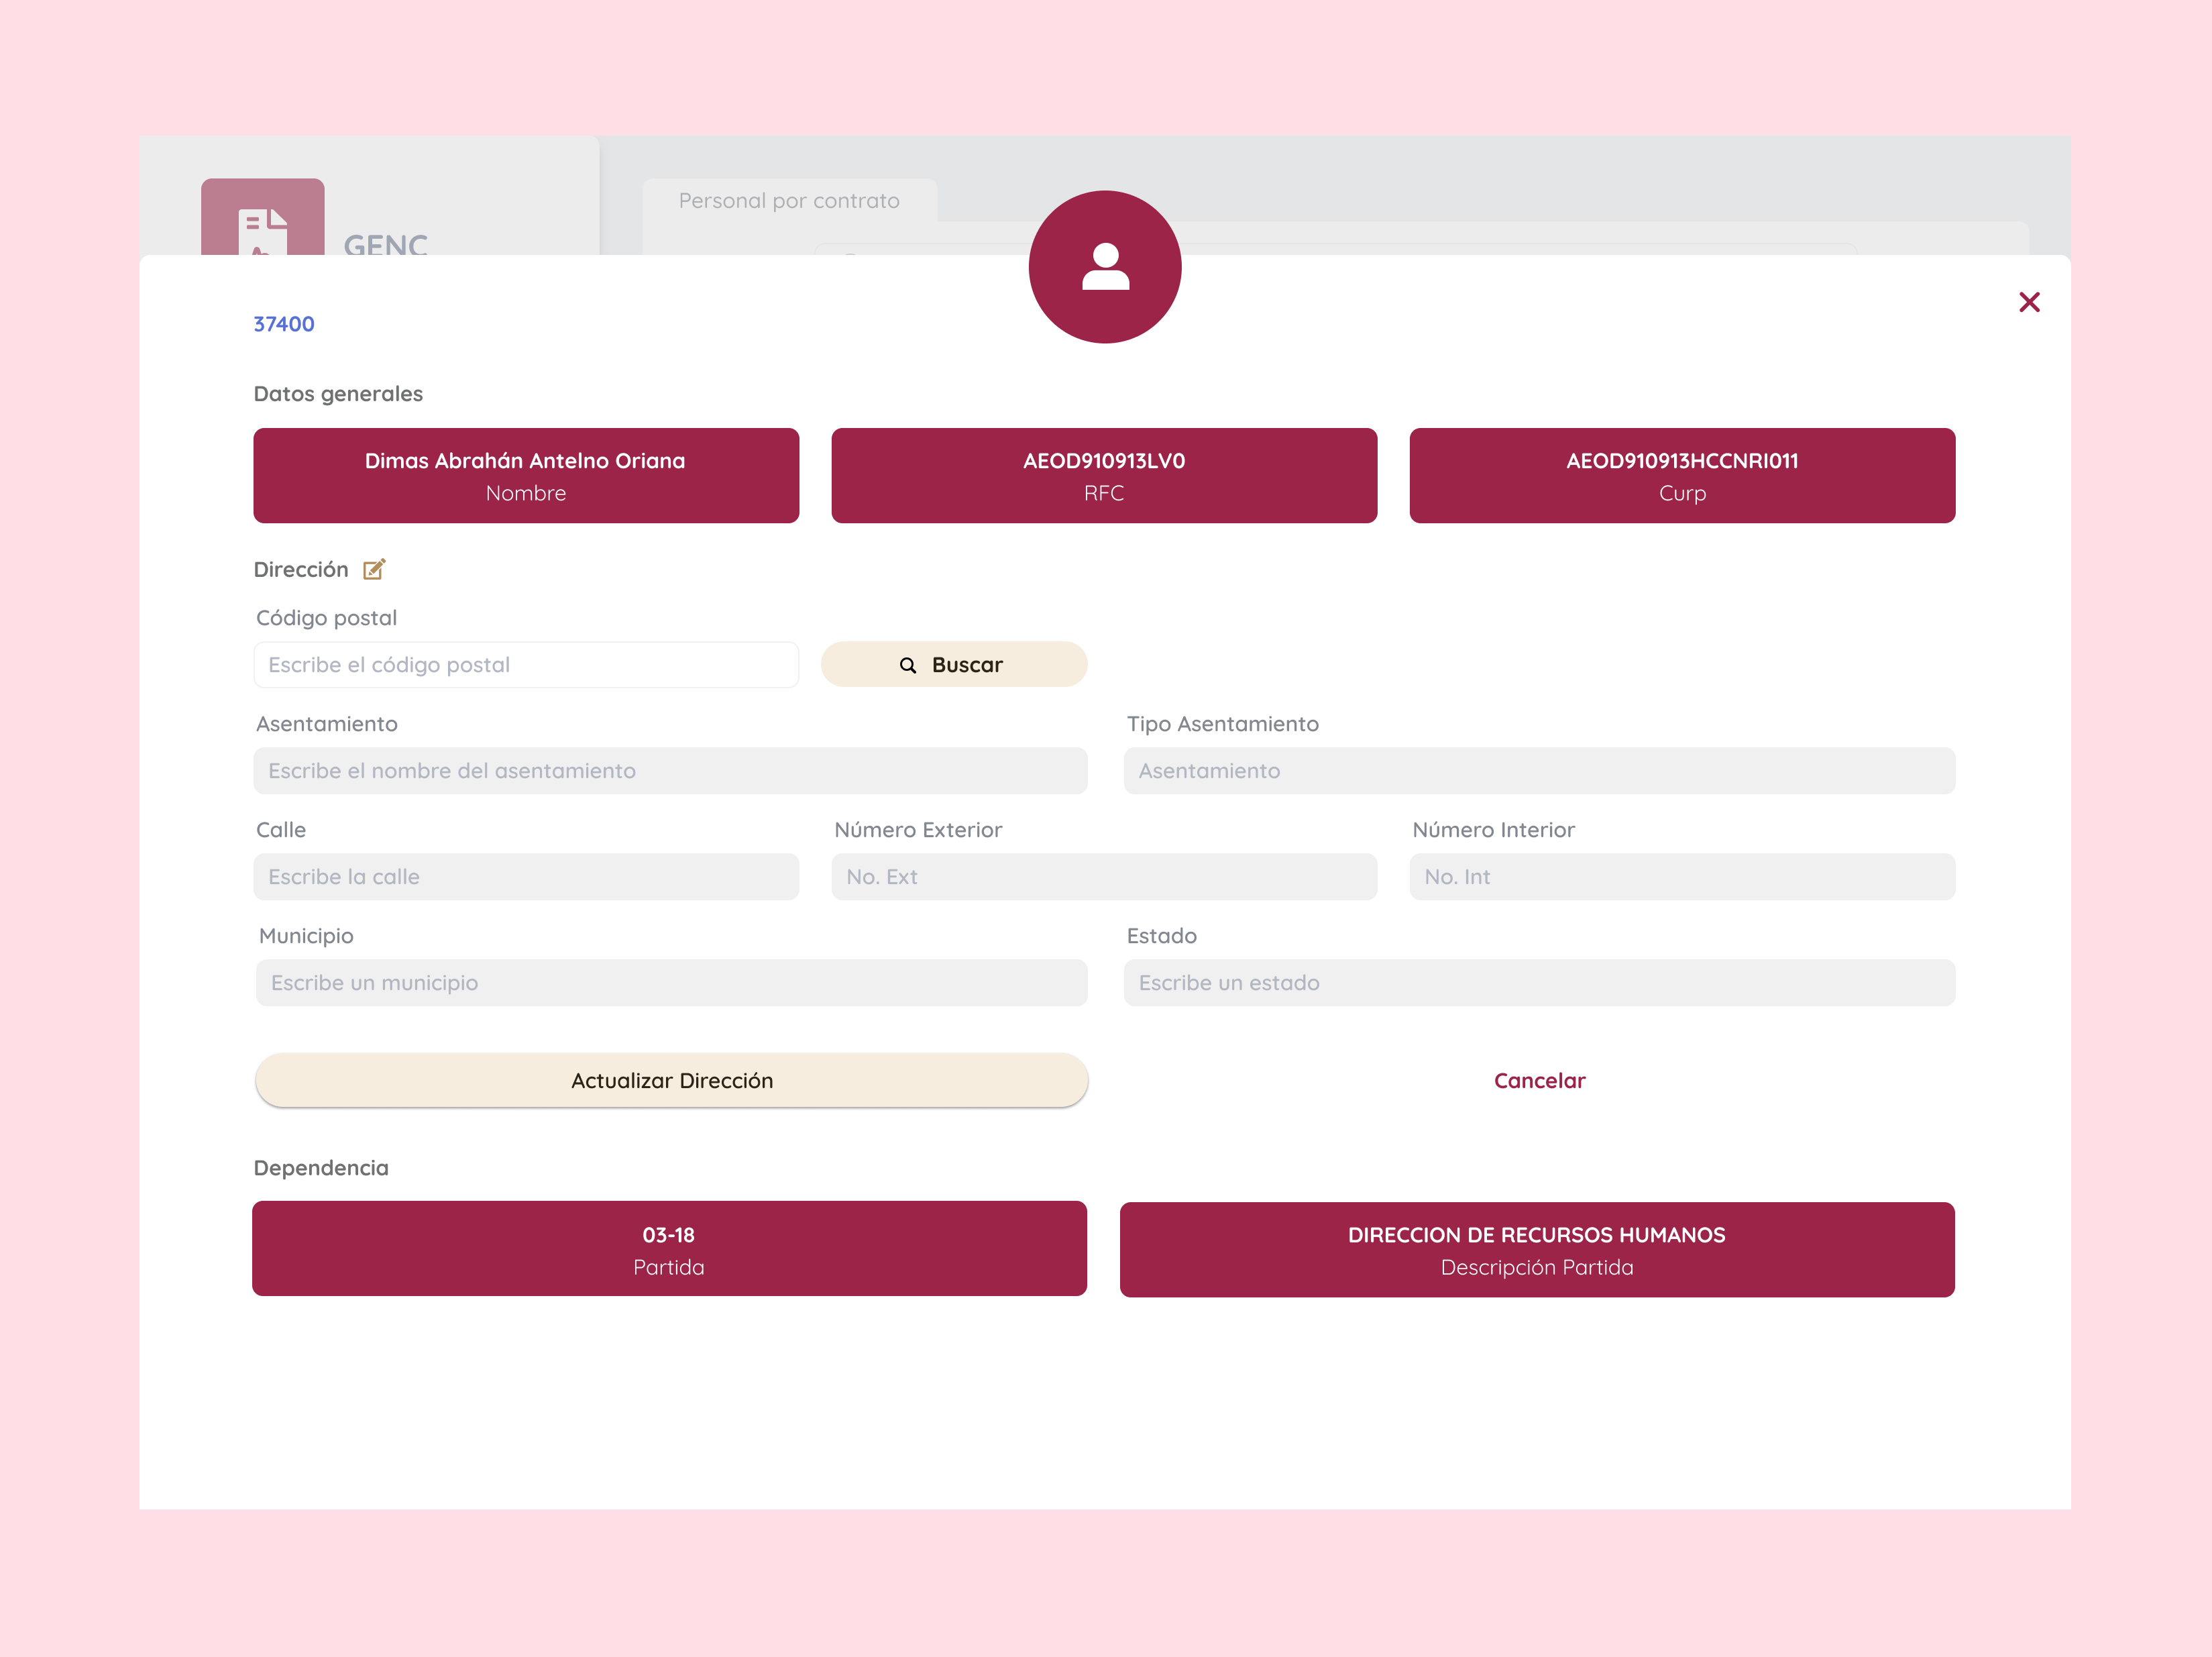 Personal por contrato
GENC
37400
Datos generales
Dimas Abrahán Antelno Oriana
Nombre
AEOD910913LV0
RFC
AEOD910913HCCNRI011
Curp
Dirección
Código postal
Escribe el código postal
Buscar
Asentamiento
Escribe el nombre del asentamiento
Tipo Asentamiento
Asentamiento
Calle
Escribe la calle
Número Exterior
No. Ext
Número Interior
No. Int
Municipio
Escribe un municipio
Estado
Escribe un estado
Actualizar Dirección
Cancelar
Dependencia
03-18
Partida
DIRECCION DE RECURSOS HUMANOS
Descripción Partida